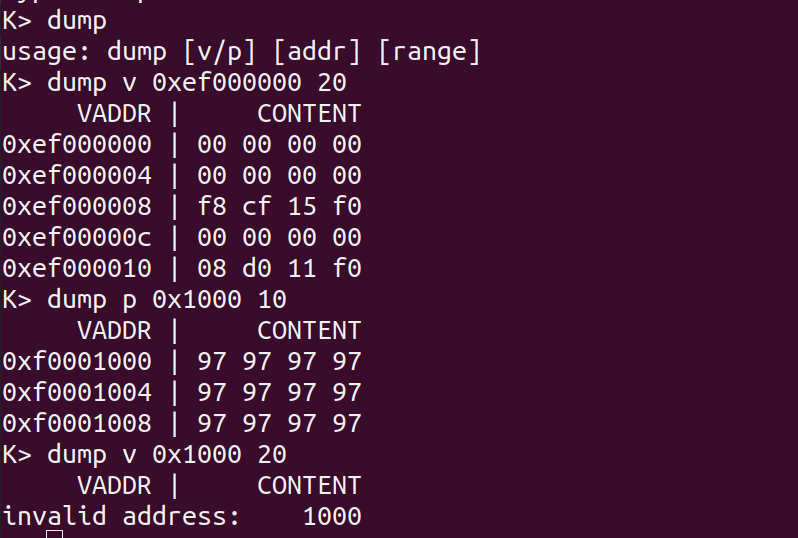 K> dump
usage: dump [v/p] [addr] [range]
K> dump v 0xef000000 20
     VADDR |     CONTENT
0xef000000 | 00 00 00 00
0xef000004 | 00 00 00 00
0xef000008 | f8 cf 15 f0
0xef00000c | 00 00 00 00
0xef000010 | 08 d0 11 f0
K> dump p 0x1000 10
     VADDR |     CONTENT
0xf0001000 | 97 97 97 97
0xf0001004 | 97 97 97 97
0xf0001008 | 97 97 97 97
K> dump v 0x1000 20
     VADDR |     CONTENT
invalid address:    1000